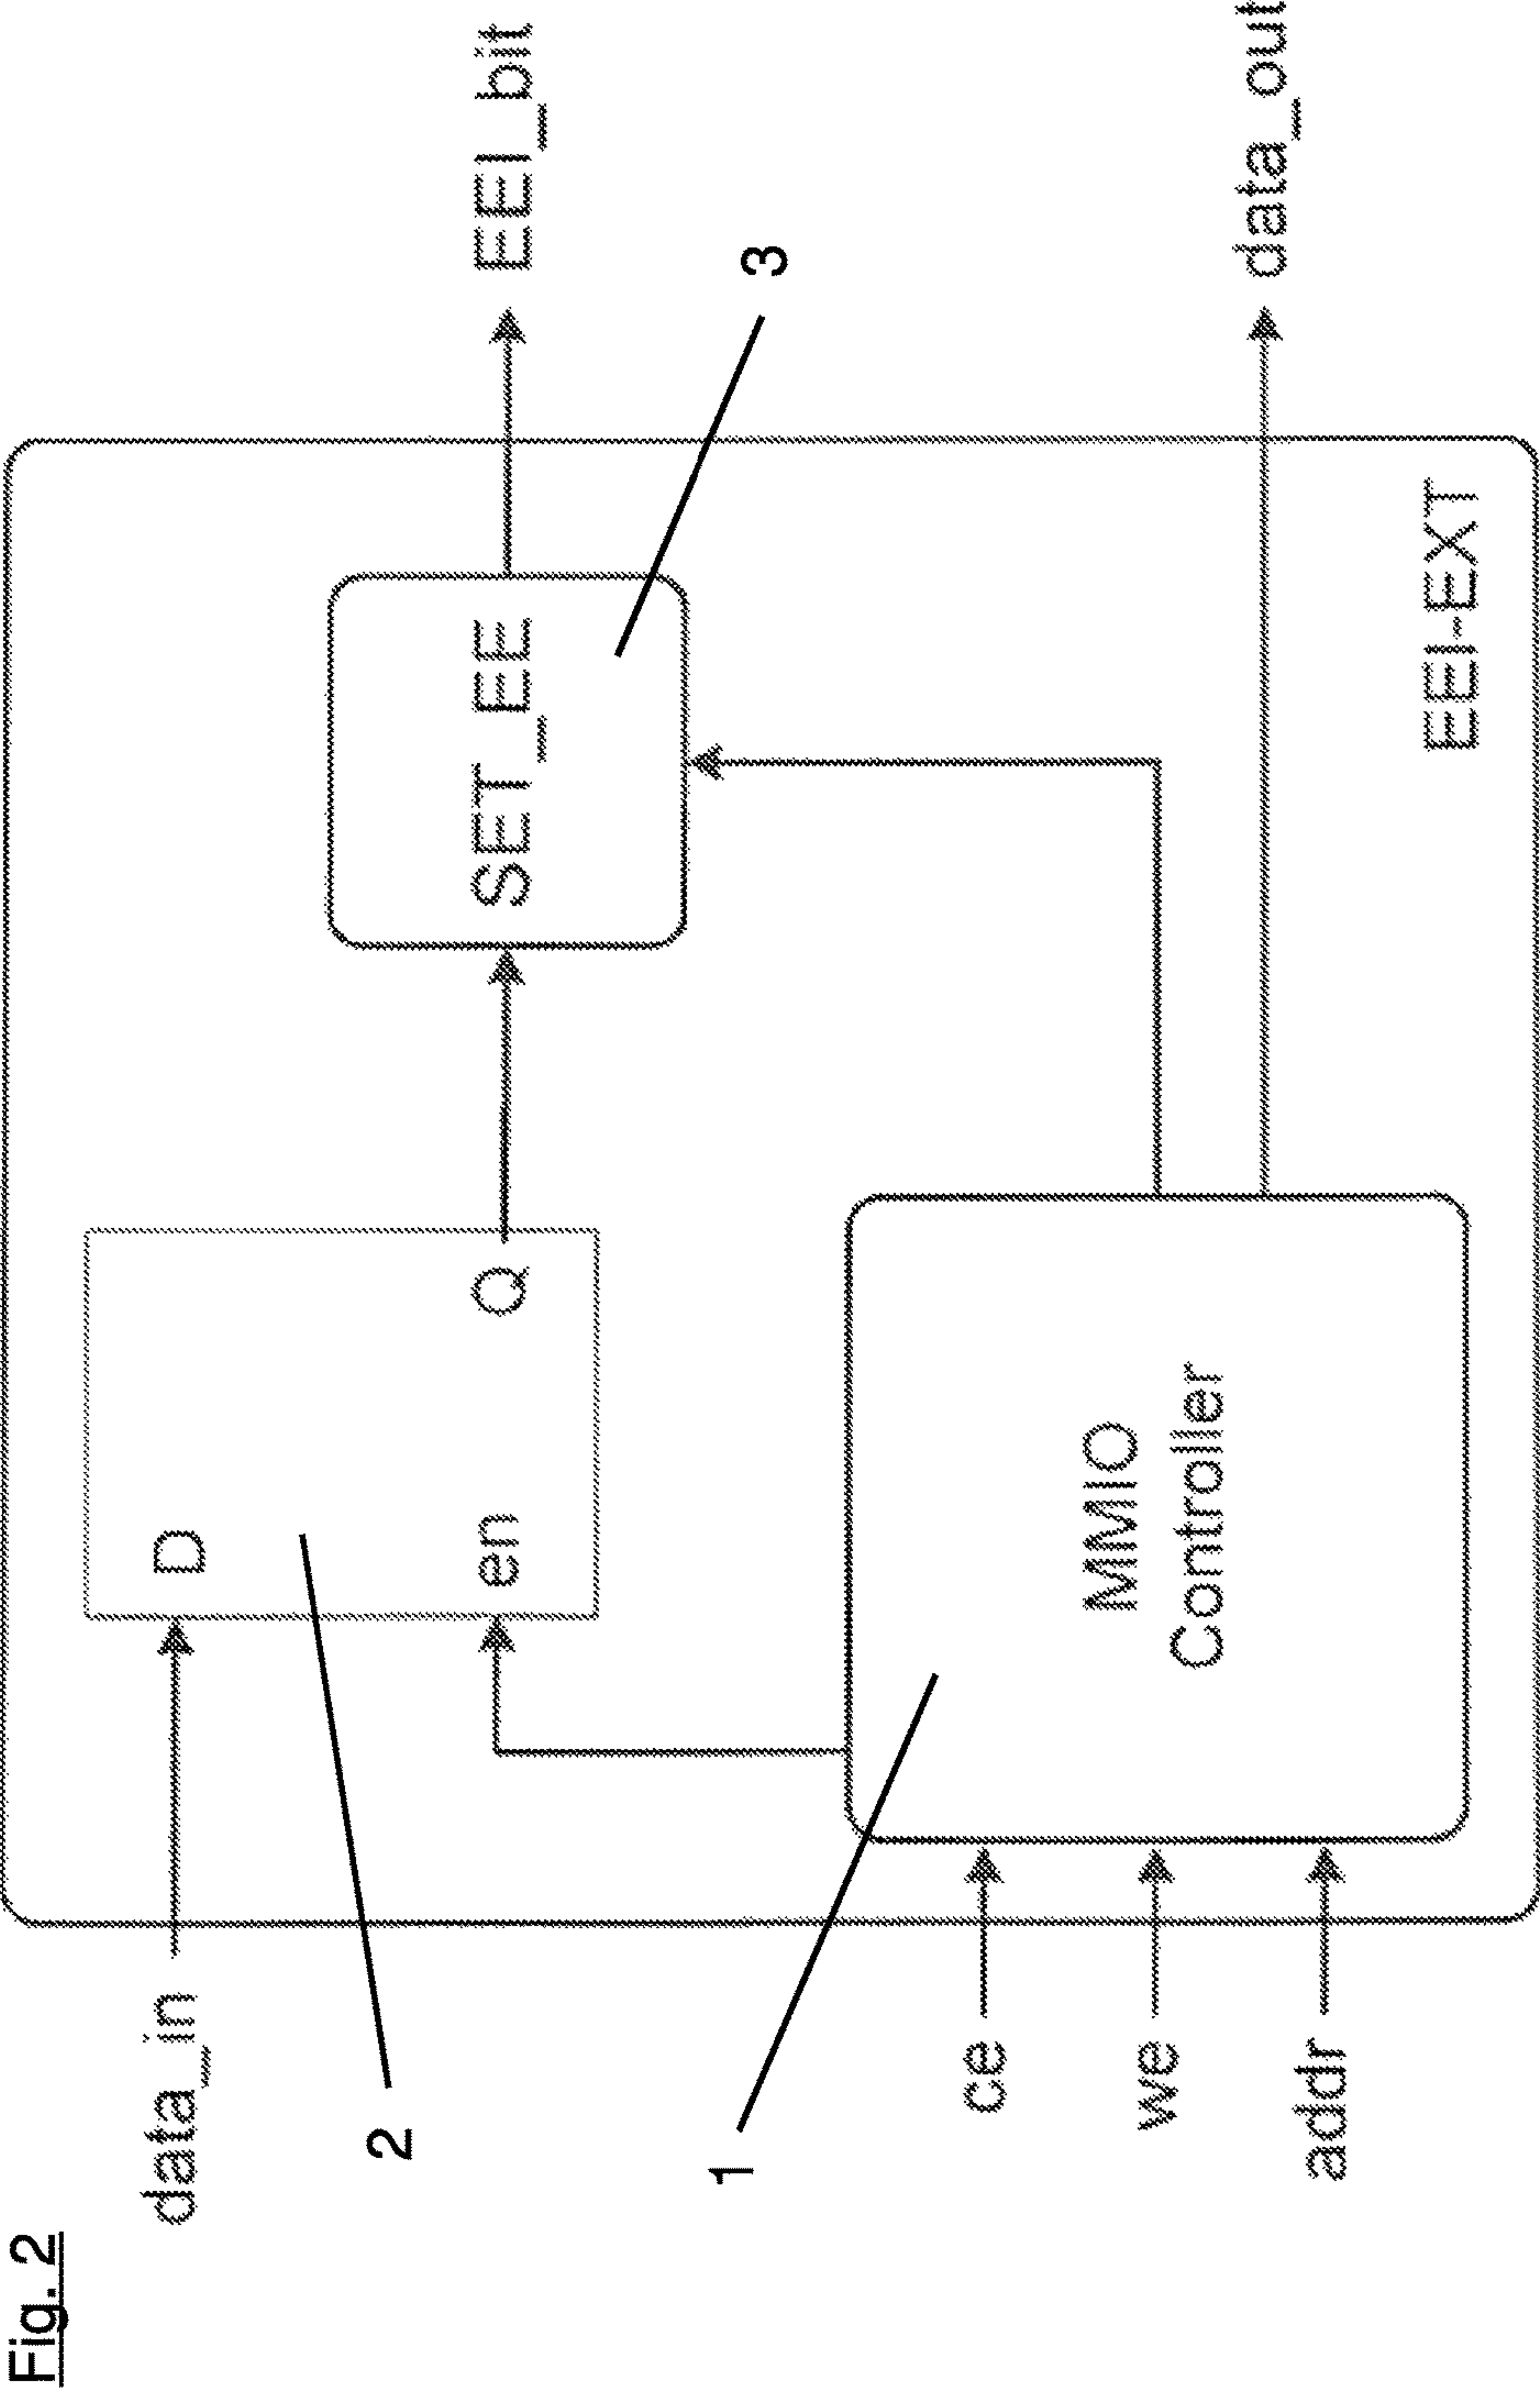 Fig. 2
data_in
D
2
en
Q
SET_EE
EEI_bit
3
1
ce
we
addr
MMIO
Controller
EEI-EXT
data_out